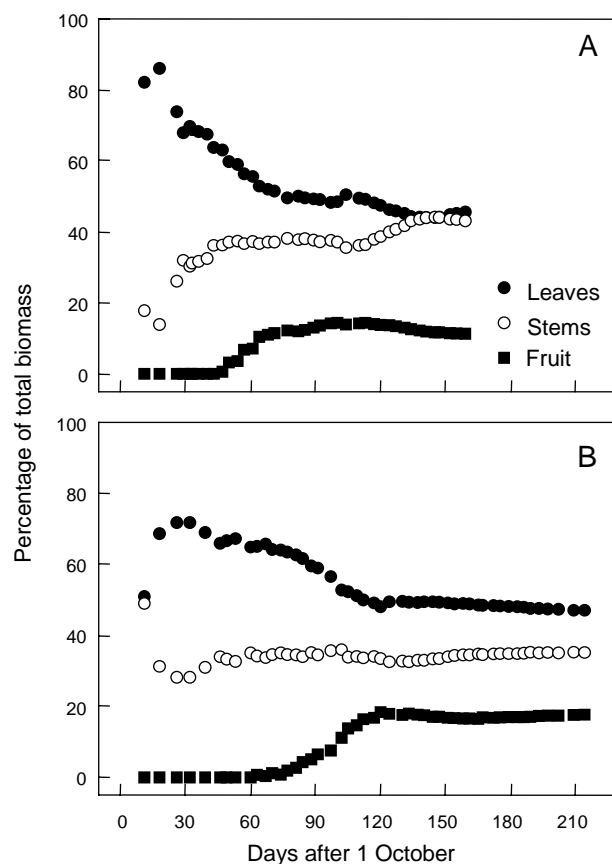 100
A
80
60
40
Leaves
Stems
20
Fruit
0
Percentage of total biomass
100
B
80
60
40
20
0
0 30 60 90 120 150 180 210
Days after 1 October